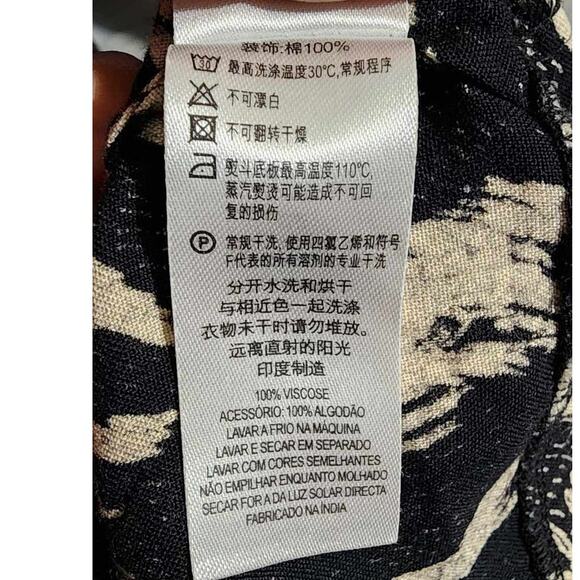 装饰:棉100%
30
最高洗涤温度30°C,常规程序
不可漂白
不可翻转干燥
熨斗底板最高温度110°C,
蒸汽熨烫可能造成不可回
复的损伤
P
常规干洗, 使用四氯乙烯和符号
F代表的所有溶剂的专业干洗
分开水洗和烘干
与相近色一起洗涤
衣物未干时请勿堆放。
远离直射的阳光
印度制造
100% VISCOSE
ACESSÓRIO: 100% ALGODÃO
LAVAR A FRIO NA MÁQUINA
LAVAR E SECAR EM SEPARADO
LAVAR COM CORES SEMELHANTES
NÃO EMPILHAR ENQUANTO MOLHADO
SECAR FOR A DA LUZ SOLAR DIRECTA
FABRICADO NA ÍNDIA